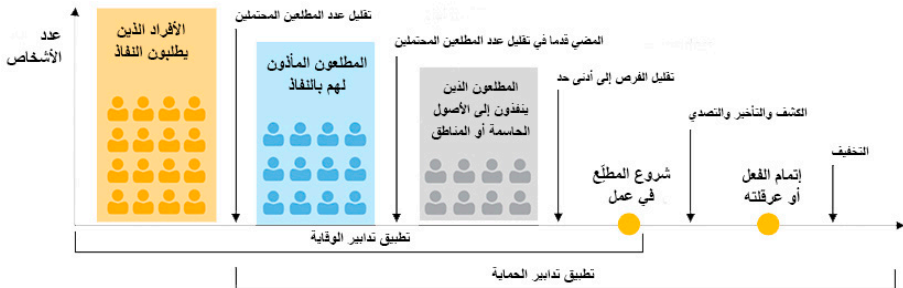 عدد
الأشخاص
الأفراد الذين
يطلبون النفاذ
تقليل عدد المطلعين المحتملين
المطلعون المأذون
لهم بالنفاذ
المضي قدما في تقليل عدد المطلعين المحتملين
المطلعون الذين
ينفذون إلى الأصول
الحاسمة أو المناطق
تقليل الفرص إلى أدنى حد
شروع المطلّع
في عمل
الكشف والتأخير والتصدي
إتمام الفعل
أو عرقلته
التخفيف
تطبيق تدابير الوقاية
تطبيق تدابير الحماية